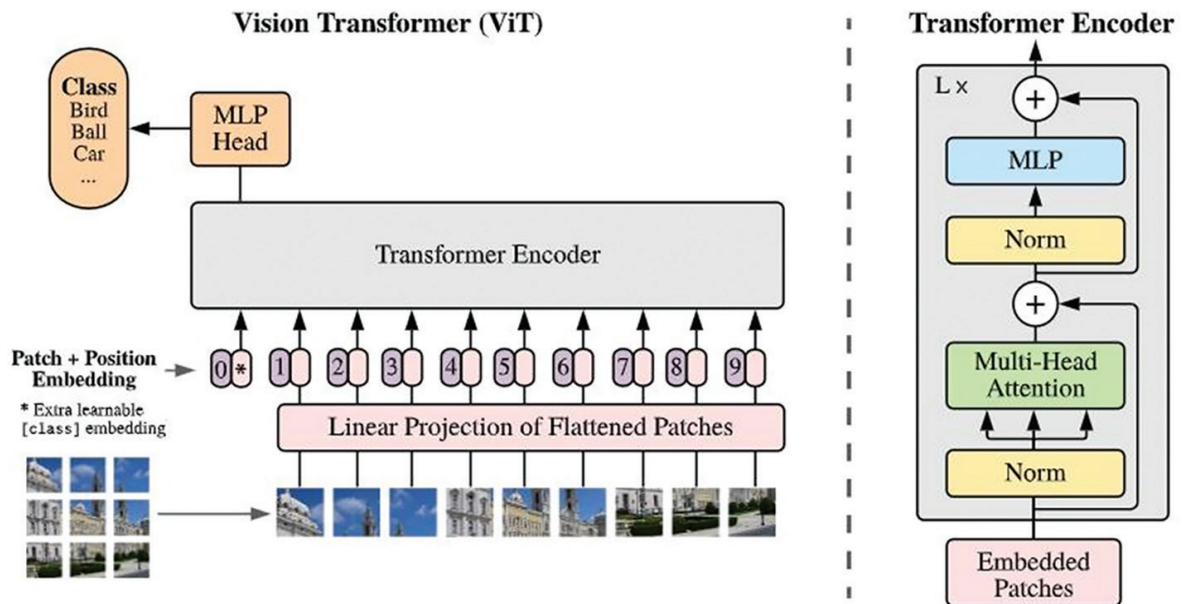 Vision Transformer (ViT)
Class
Bird
Ball
Car
...
MLP
Head
Transformer Encoder
Patch + Position
Embedding
0 * 1 2 3 4 5 6 7 8 9
* Extra learnable
[class] embedding
Linear Projection of Flattened Patches
Transformer Encoder
L x
+
MLP
Norm
+
Multi-Head
Attention
Norm
Embedded
Patches